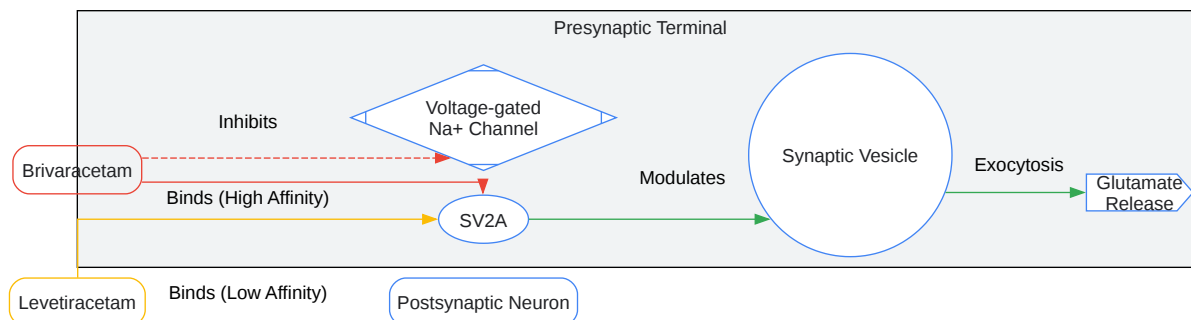 Presynaptic Terminal
Voltage-gated
Na+ Channel
Inhibits
Synaptic Vesicle
Brivaracetam
Exocytosis
Modulates
Binds (High Affinity)
Glutamate
Release
SV2A
Levetiracetam
Binds (Low Affinity)
Postsynaptic Neuron